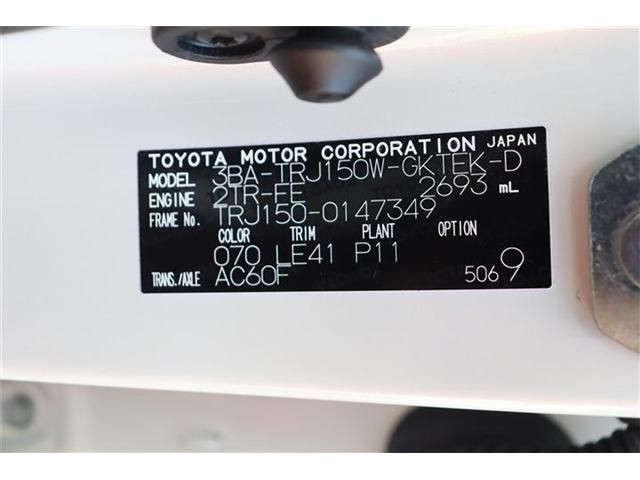 TOYOTA MOTOR CORPORATION JAPAN
MODEL 3BA-TRJ150W-GKTEK-D
ENGINE 2TR-FE 2693 mL
FRAME No. TRJ150-0147349
COLOR TRIM PLANT OPTION
070 LE41 P11
TRANS./AXLE AC60F 5069